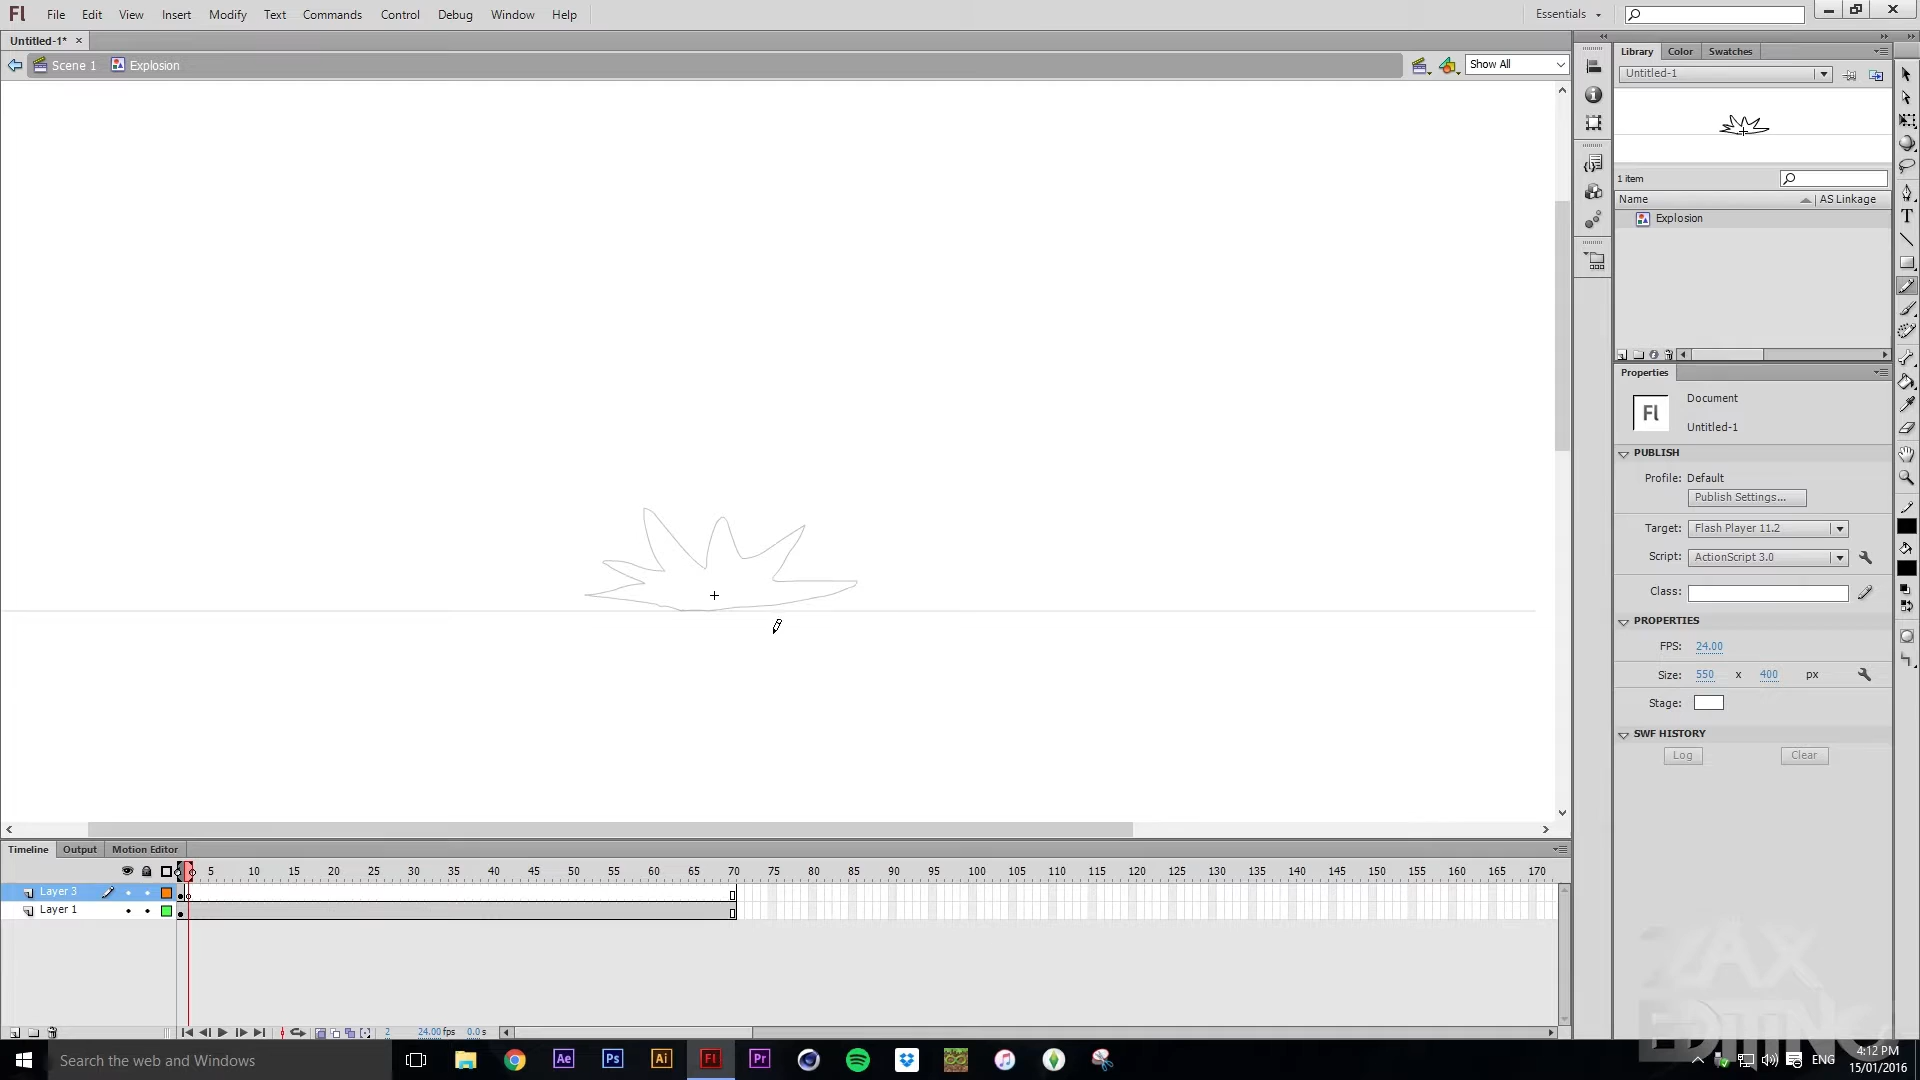 Fl File Edit View Insert Modify Text Commands Control Debug Window Help Essentials
Untitled-1* ×
Scene 1 Explosion Show All
Library Color Swatches
Untitled-1
1 item
Name AS Linkage
Explosion
Properties
Fl Document
Untitled-1
PUBLISH
Profile: Default
Publish Settings...
Target: Flash Player 11.2
Script: ActionScript 3.0
Class:
PROPERTIES
FPS: 24.00
Size: 550 x 400 px
Stage:
SWF HISTORY
Log Clear
Timeline Output Motion Editor
5 10 15 20 25 30 35 40 45 50 55 60 65 70 75 80 85 90 95 100 105 110 115 120 125 130 135 140 145 150 155 160 165 170
Layer 3
Layer 1
2 24.00 fps 0.0 s
EDITING
Search the web and Windows
Ae Ps Ai Fl Pr
ENG
4:12 PM
15/01/2016